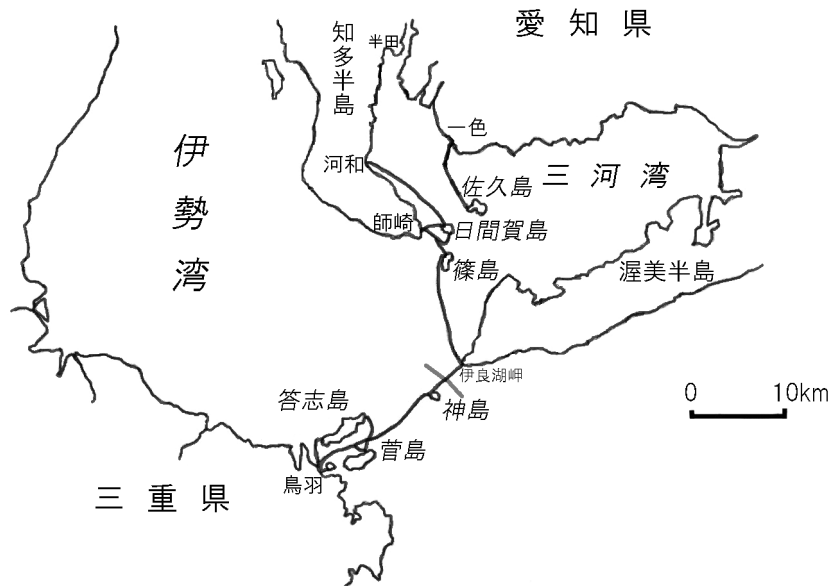 愛知県
知多半島
半田
伊勢湾
一色
河和
佐久島
三河湾
師崎
日間賀島
篠島
渥美半島
伊良湖岬
0 10km
答志島
神島
菅島
鳥羽
三重県